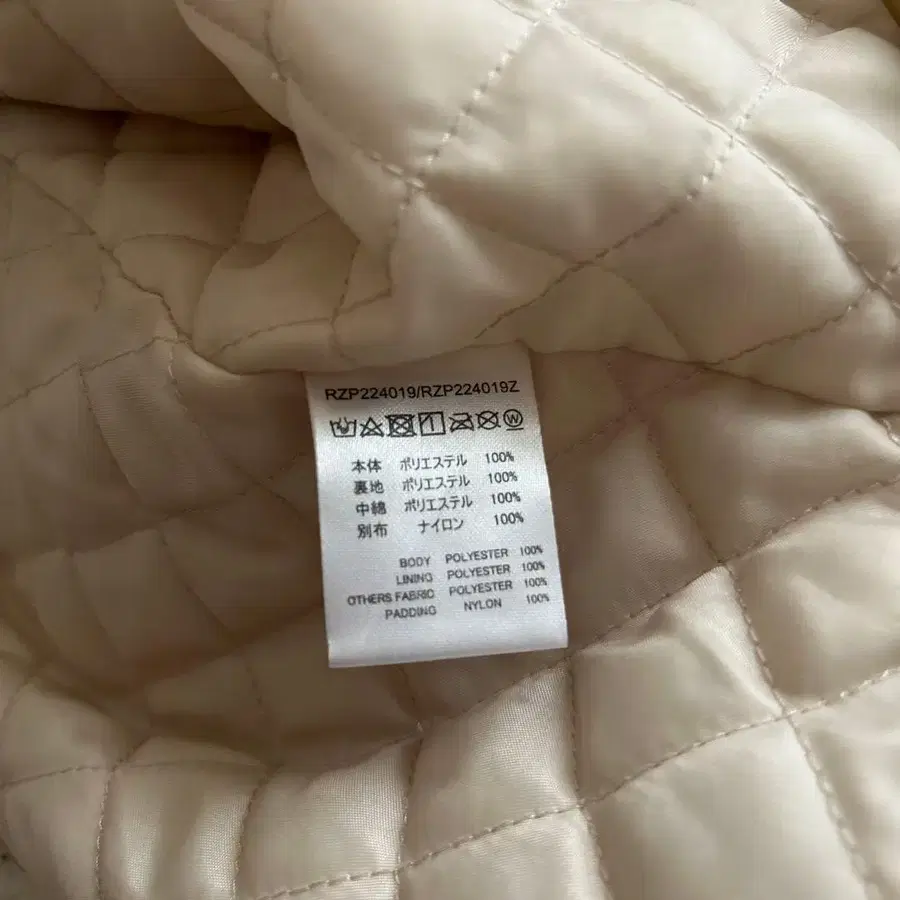 RZP224019/RZP224019Z
本体 ポリエステル 100%
裏地 ポリエステル 100%
中綿 ポリエステル 100%
別布 ナイロン 100%
BODY POLYESTER 100%
LINING POLYESTER 100%
OTHERS FABRIC POLYESTER 100%
PADDING NYLON 100%